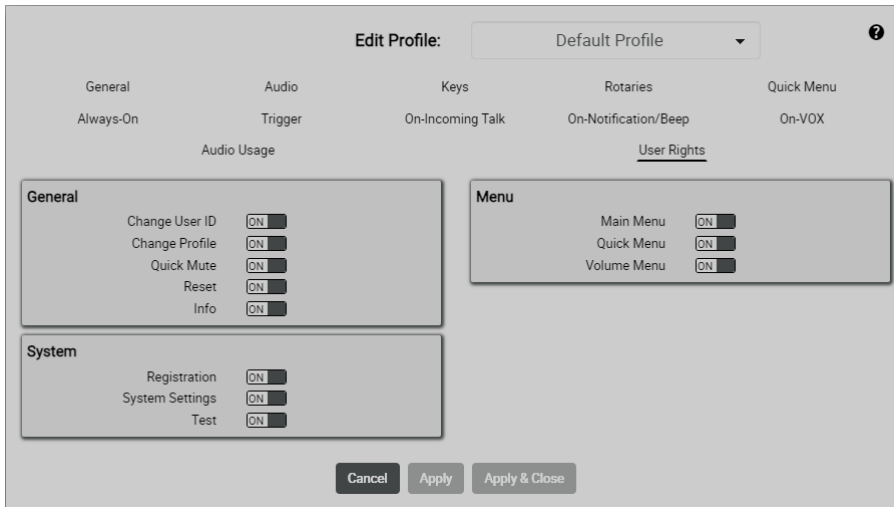 Edit Profile: Default Profile
General Audio Keys Rotaries Quick Menu
Always-On Trigger On-Incoming Talk On-Notification/Beep On-VOX
Audio Usage User Rights
General
Change User ID ON
Change Profile ON
Quick Mute ON
Reset ON
Info ON
Menu
Main Menu ON
Quick Menu ON
Volume Menu ON
System
Registration ON
System Settings ON
Test ON
Cancel Apply Apply & Close